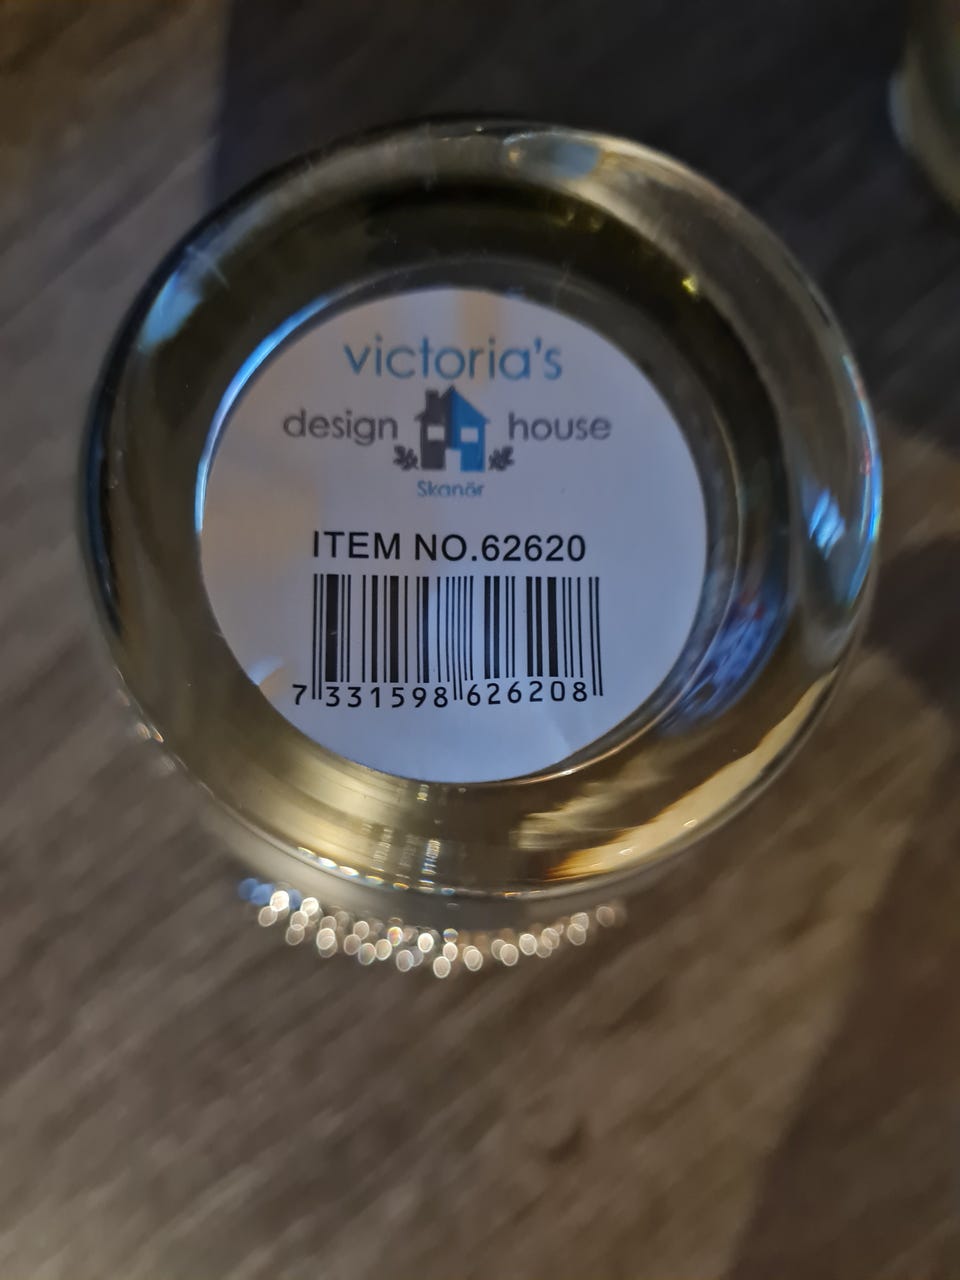 victoria's
design house
Skanör
ITEM NO.62620
7 331598 626208